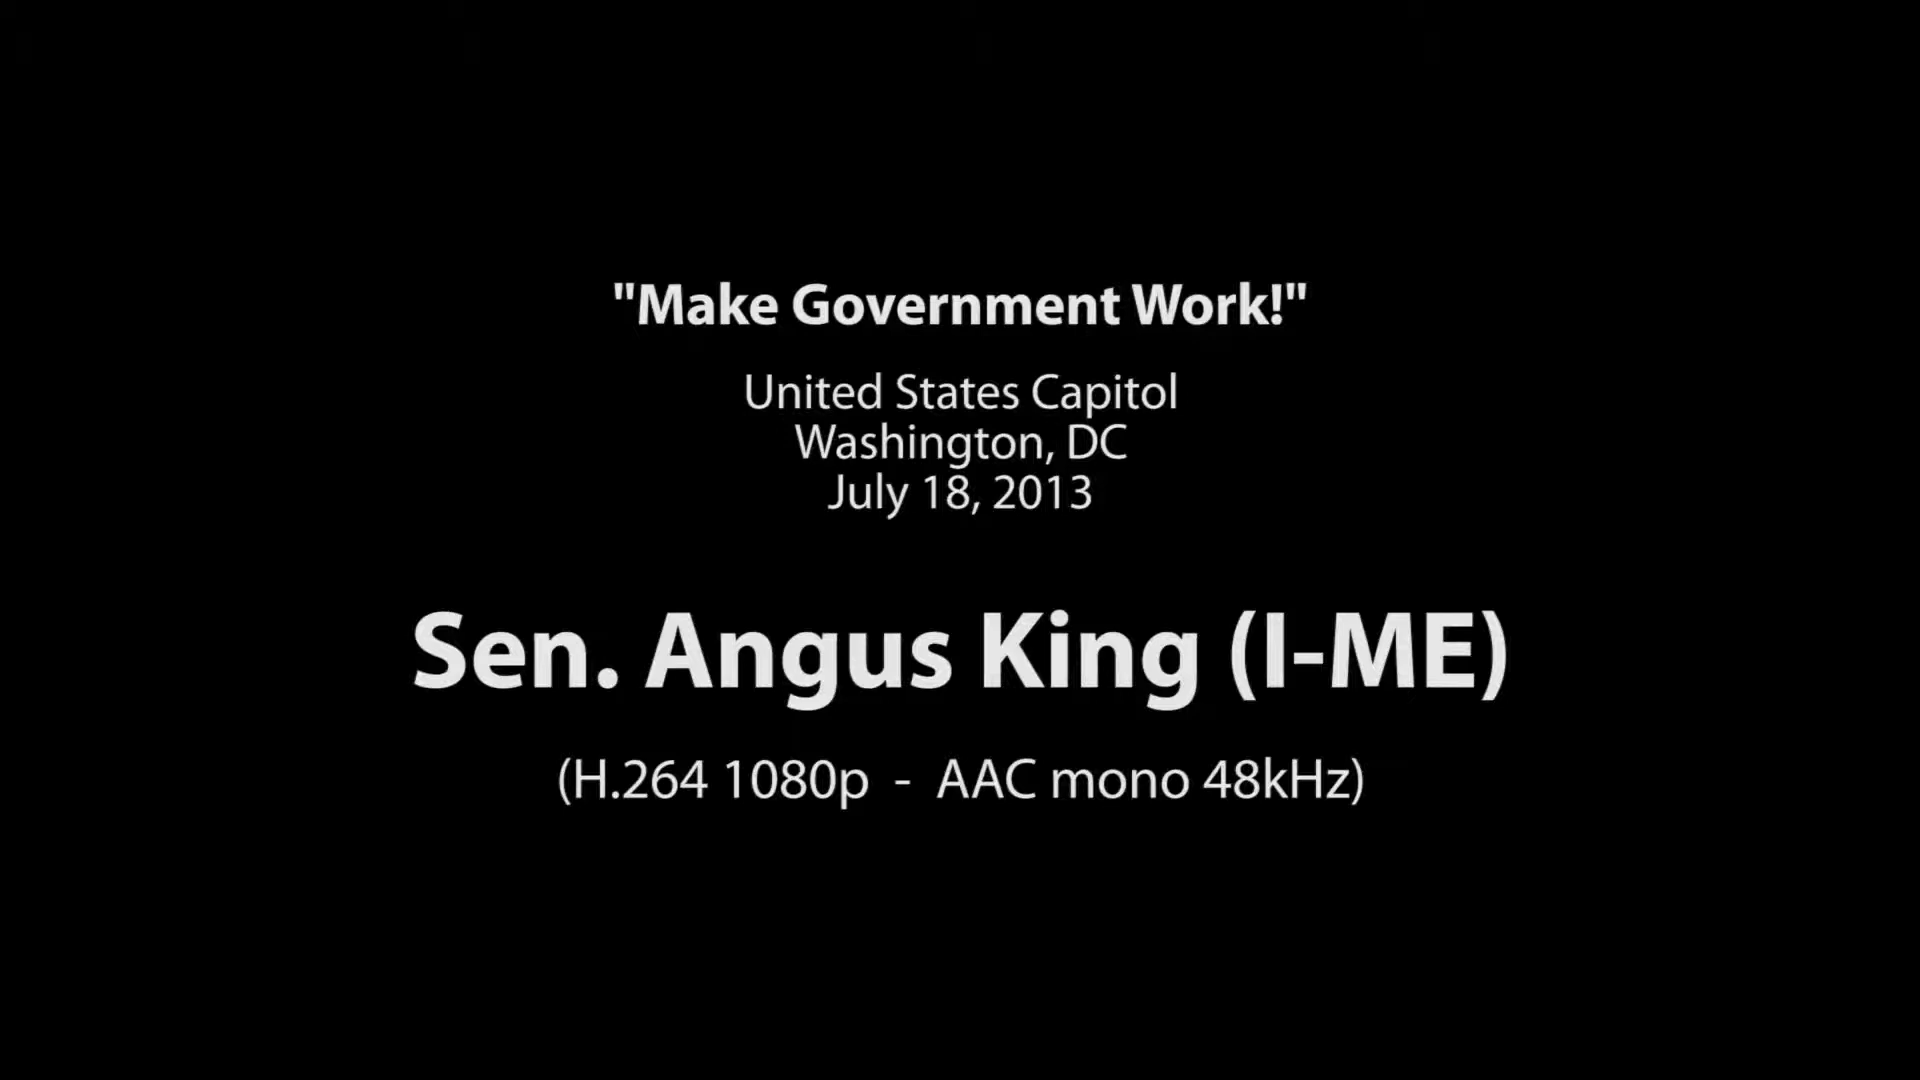 "Make Government Work!"
United States Capitol
Washington, DC
July 18, 2013
Sen. Angus King (I-ME)
(H.264 1080p - AAC mono 48kHz)